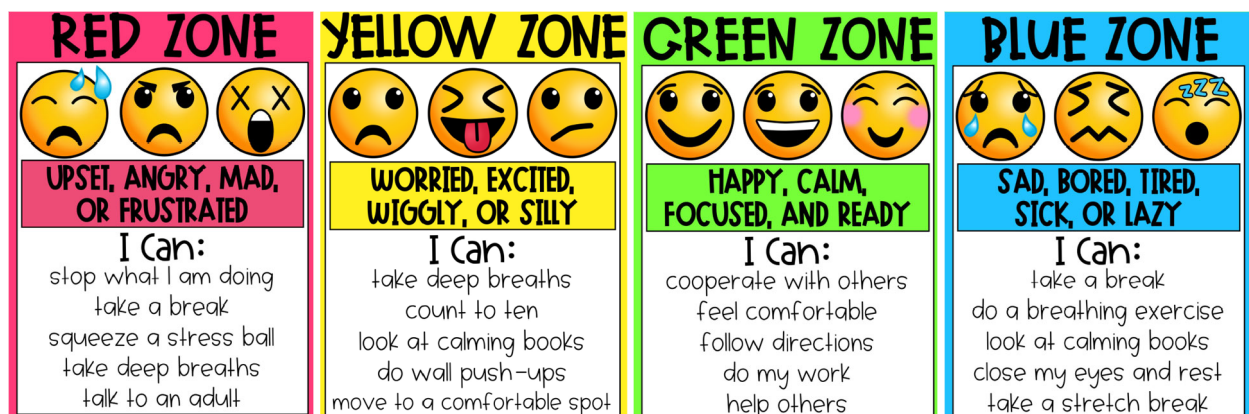 RED ZONE
UPSET, ANGRY, MAD,
OR FRUSTRATED
I Can:
stop what I am doing
take a break
squeeze a stress ball
take deep breaths
talk to an adult
YELLOW ZONE
WORRIED, EXCITED,
WIGGLY, OR SILLY
I Can:
take deep breaths
count to ten
look at calming books
do wall push-ups
move to a comfortable spot
GREEN ZONE
HAPPY, CALM,
FOCUSED, AND READY
I Can:
cooperate with others
feel comfortable
follow directions
do my work
help others
BLUE ZONE
ZZZ
SAD, BORED, TIRED,
SICK, OR LAZY
I Can:
take a break
do a breathing exercise
look at calming books
close my eyes and rest
take a stretch break